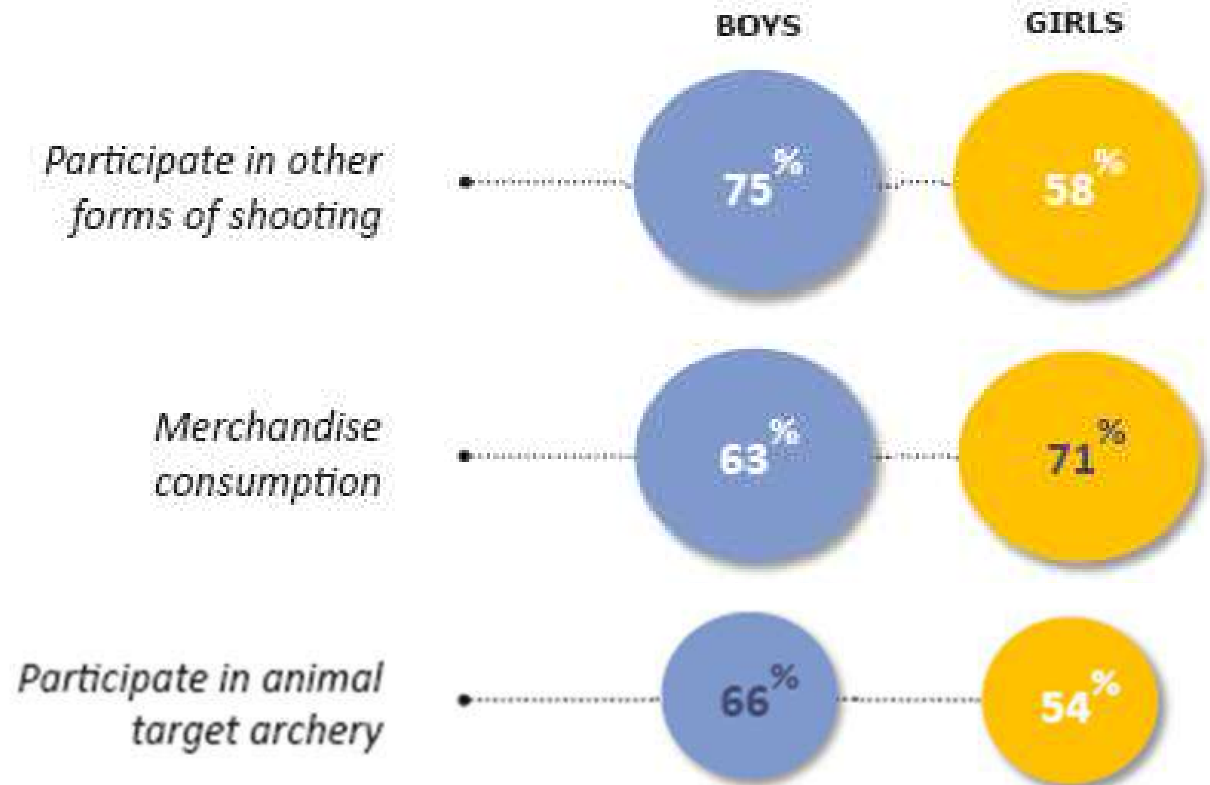 BOYS GIRLS
Participate in other
forms of shooting
75% 58%
Merchandise
consumption
63% 71%
Participate in animal
target archery
66% 54%